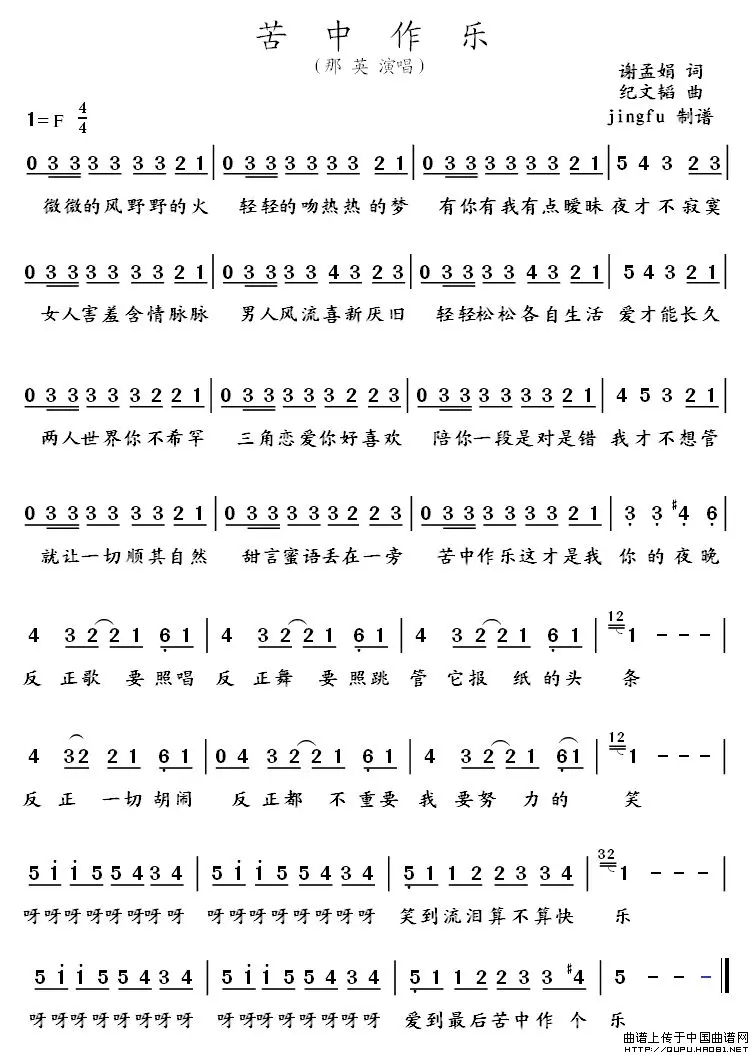 苦中作乐
(那 英 演唱)
谢孟娟 词
纪文韬 曲
jingfu 制谱
1=F 4/4
0 3 3 3 3 3 3 2 1 | 0 3 3 3 3 3 3 2 1 | 0 3 3 3 3 3 3 2 1 | 5 4 3 2 3 |
微微的风野野的火 轻轻的吻热热的梦 有你有我有点暧昧夜才不寂寞
0 3 3 3 3 3 3 2 1 | 0 3 3 3 3 4 3 2 3 | 0 3 3 3 3 4 3 2 1 | 5 4 3 2 1 |
女人害羞含情脉脉 男人风流喜新厌旧 轻轻松松各自生活 爱才能长久
0 3 3 3 3 3 2 2 1 | 0 3 3 3 3 3 2 2 3 | 0 3 3 3 3 3 3 2 1 | 4 5 3 2 1 |
两人世界你不希罕 三角恋爱你好喜欢 陪你一段是对是错 我才不想管
0 3 3 3 3 3 3 2 1 | 0 3 3 3 3 3 2 2 3 | 0 3 3 3 3 3 3 2 1 | 3 3 #4 6 |
就让一切顺其自然 甜言蜜语丢在一旁 苦中作乐这才是我 你的夜晚
4 3 2 2 1 6 1 | 4 3 2 2 1 6 1 | 4 3 2 2 1 6 1 | 12 1 - - - |
反 正歌 要 照唱 反 正舞 要 照跳 管 它报 纸的头 条
4 3 2 2 1 6 1 | 0 4 3 2 2 1 6 1 | 4 3 2 2 1 6 1 | 12 1 - - - |
反 正 一切胡闹 反正都 不重要 我 要努 力的 笑
5 i i 5 5 4 3 4 | 5 i i 5 5 4 3 4 | 5 1 1 2 2 3 3 4 | 32 1 - - - |
呀呀呀呀呀呀呀呀 呀呀呀呀呀呀呀呀 笑到流泪算不算快 乐
5 i i 5 5 4 3 4 | 5 i i 5 5 4 3 4 | 5 1 1 2 2 3 3 #4 | 5 - - - ‖
呀呀呀呀呀呀呀呀 呀呀呀呀呀呀呀呀 爱到最后苦中作 个 乐
曲谱上传于中国曲谱网
HTTP://QUPU.HAO81.NET